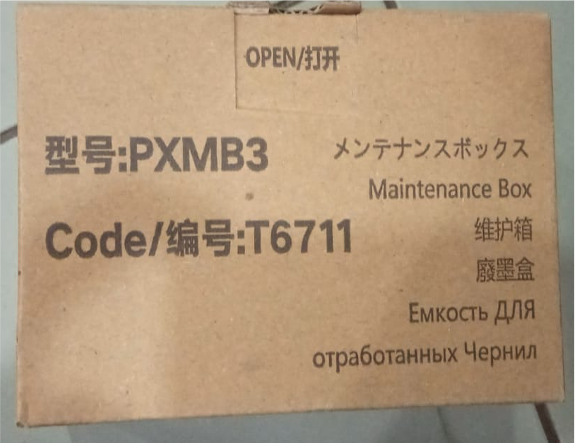 OPEN/打开
型号:PXMB3
Code/编号:T6711
メンテナンスボックス
Maintenance Box
维护箱
廢墨盒
Емкость ДЛЯ
отработанных Чернил